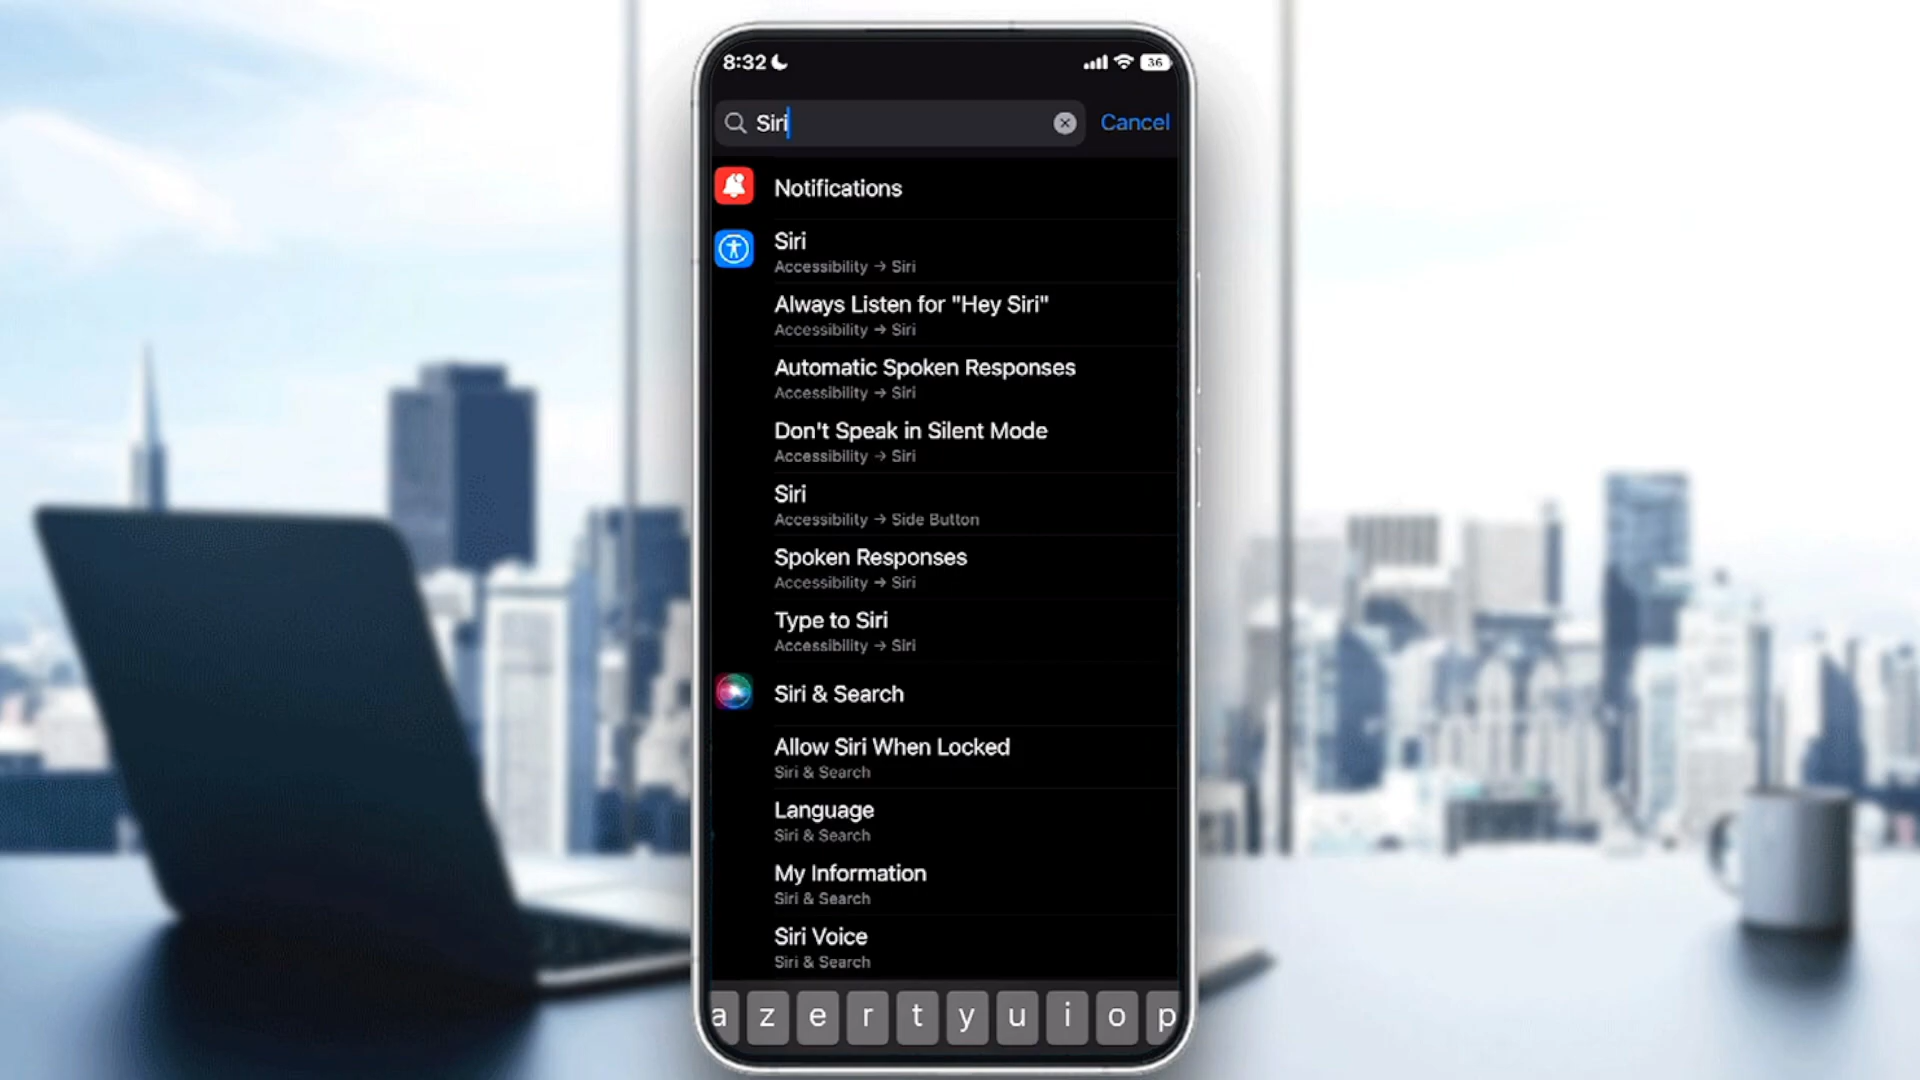 8:32
36
Siri
Cancel
Notifications
Siri
Accessibility → Siri
Always Listen for "Hey Siri"
Accessibility → Siri
Automatic Spoken Responses
Accessibility → Siri
Don't Speak in Silent Mode
Accessibility → Siri
Siri
Accessibility → Side Button
Spoken Responses
Accessibility → Siri
Type to Siri
Accessibility → Siri
Siri & Search
Allow Siri When Locked
Siri & Search
Language
Siri & Search
My Information
Siri & Search
Siri Voice
Siri & Search
a z e r t y u i o p